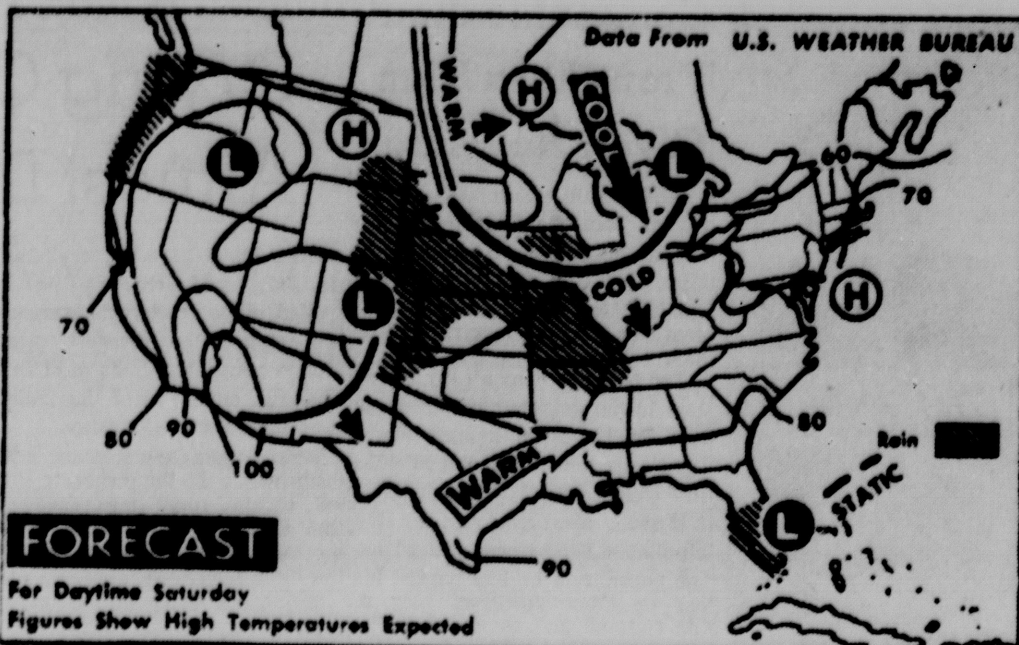 Data From U.S. WEATHER BUREAU
WARM
H
COOL
H
L
L
60
70
L
COLD
H
70
80
90
100
80
Rain
WARM
STATIC
L
90
FORECAST
For Daytime Saturday
Figures Show High Temperatures Expected